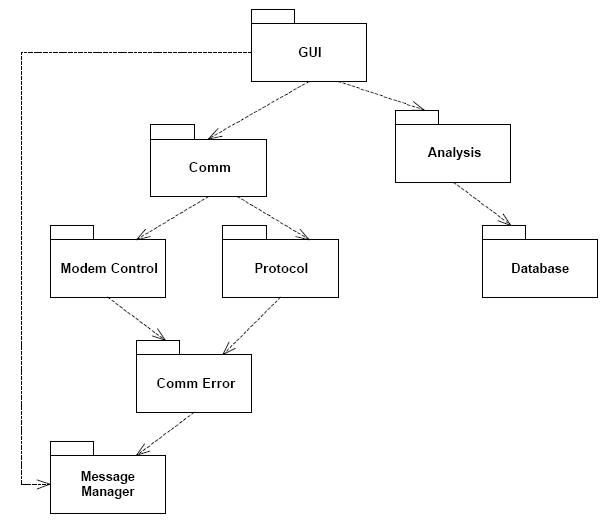 GUI
Comm
Analysis
Modem Control
Protocol
Database
Comm Error
Message
Manager